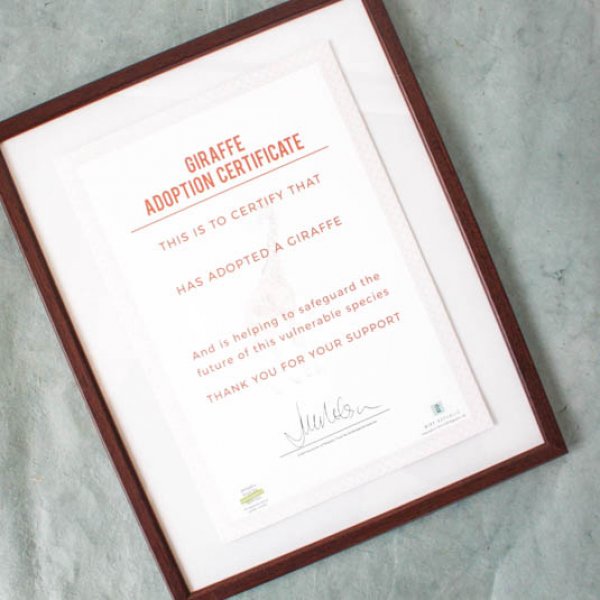 GIRAFFE
ADOPTION CERTIFICATE
THIS IS TO CERTIFY THAT
HAS ADOPTED A GIRAFFE
And is helping to safeguard the
future of this vulnerable species
THANK YOU FOR YOUR SUPPORT